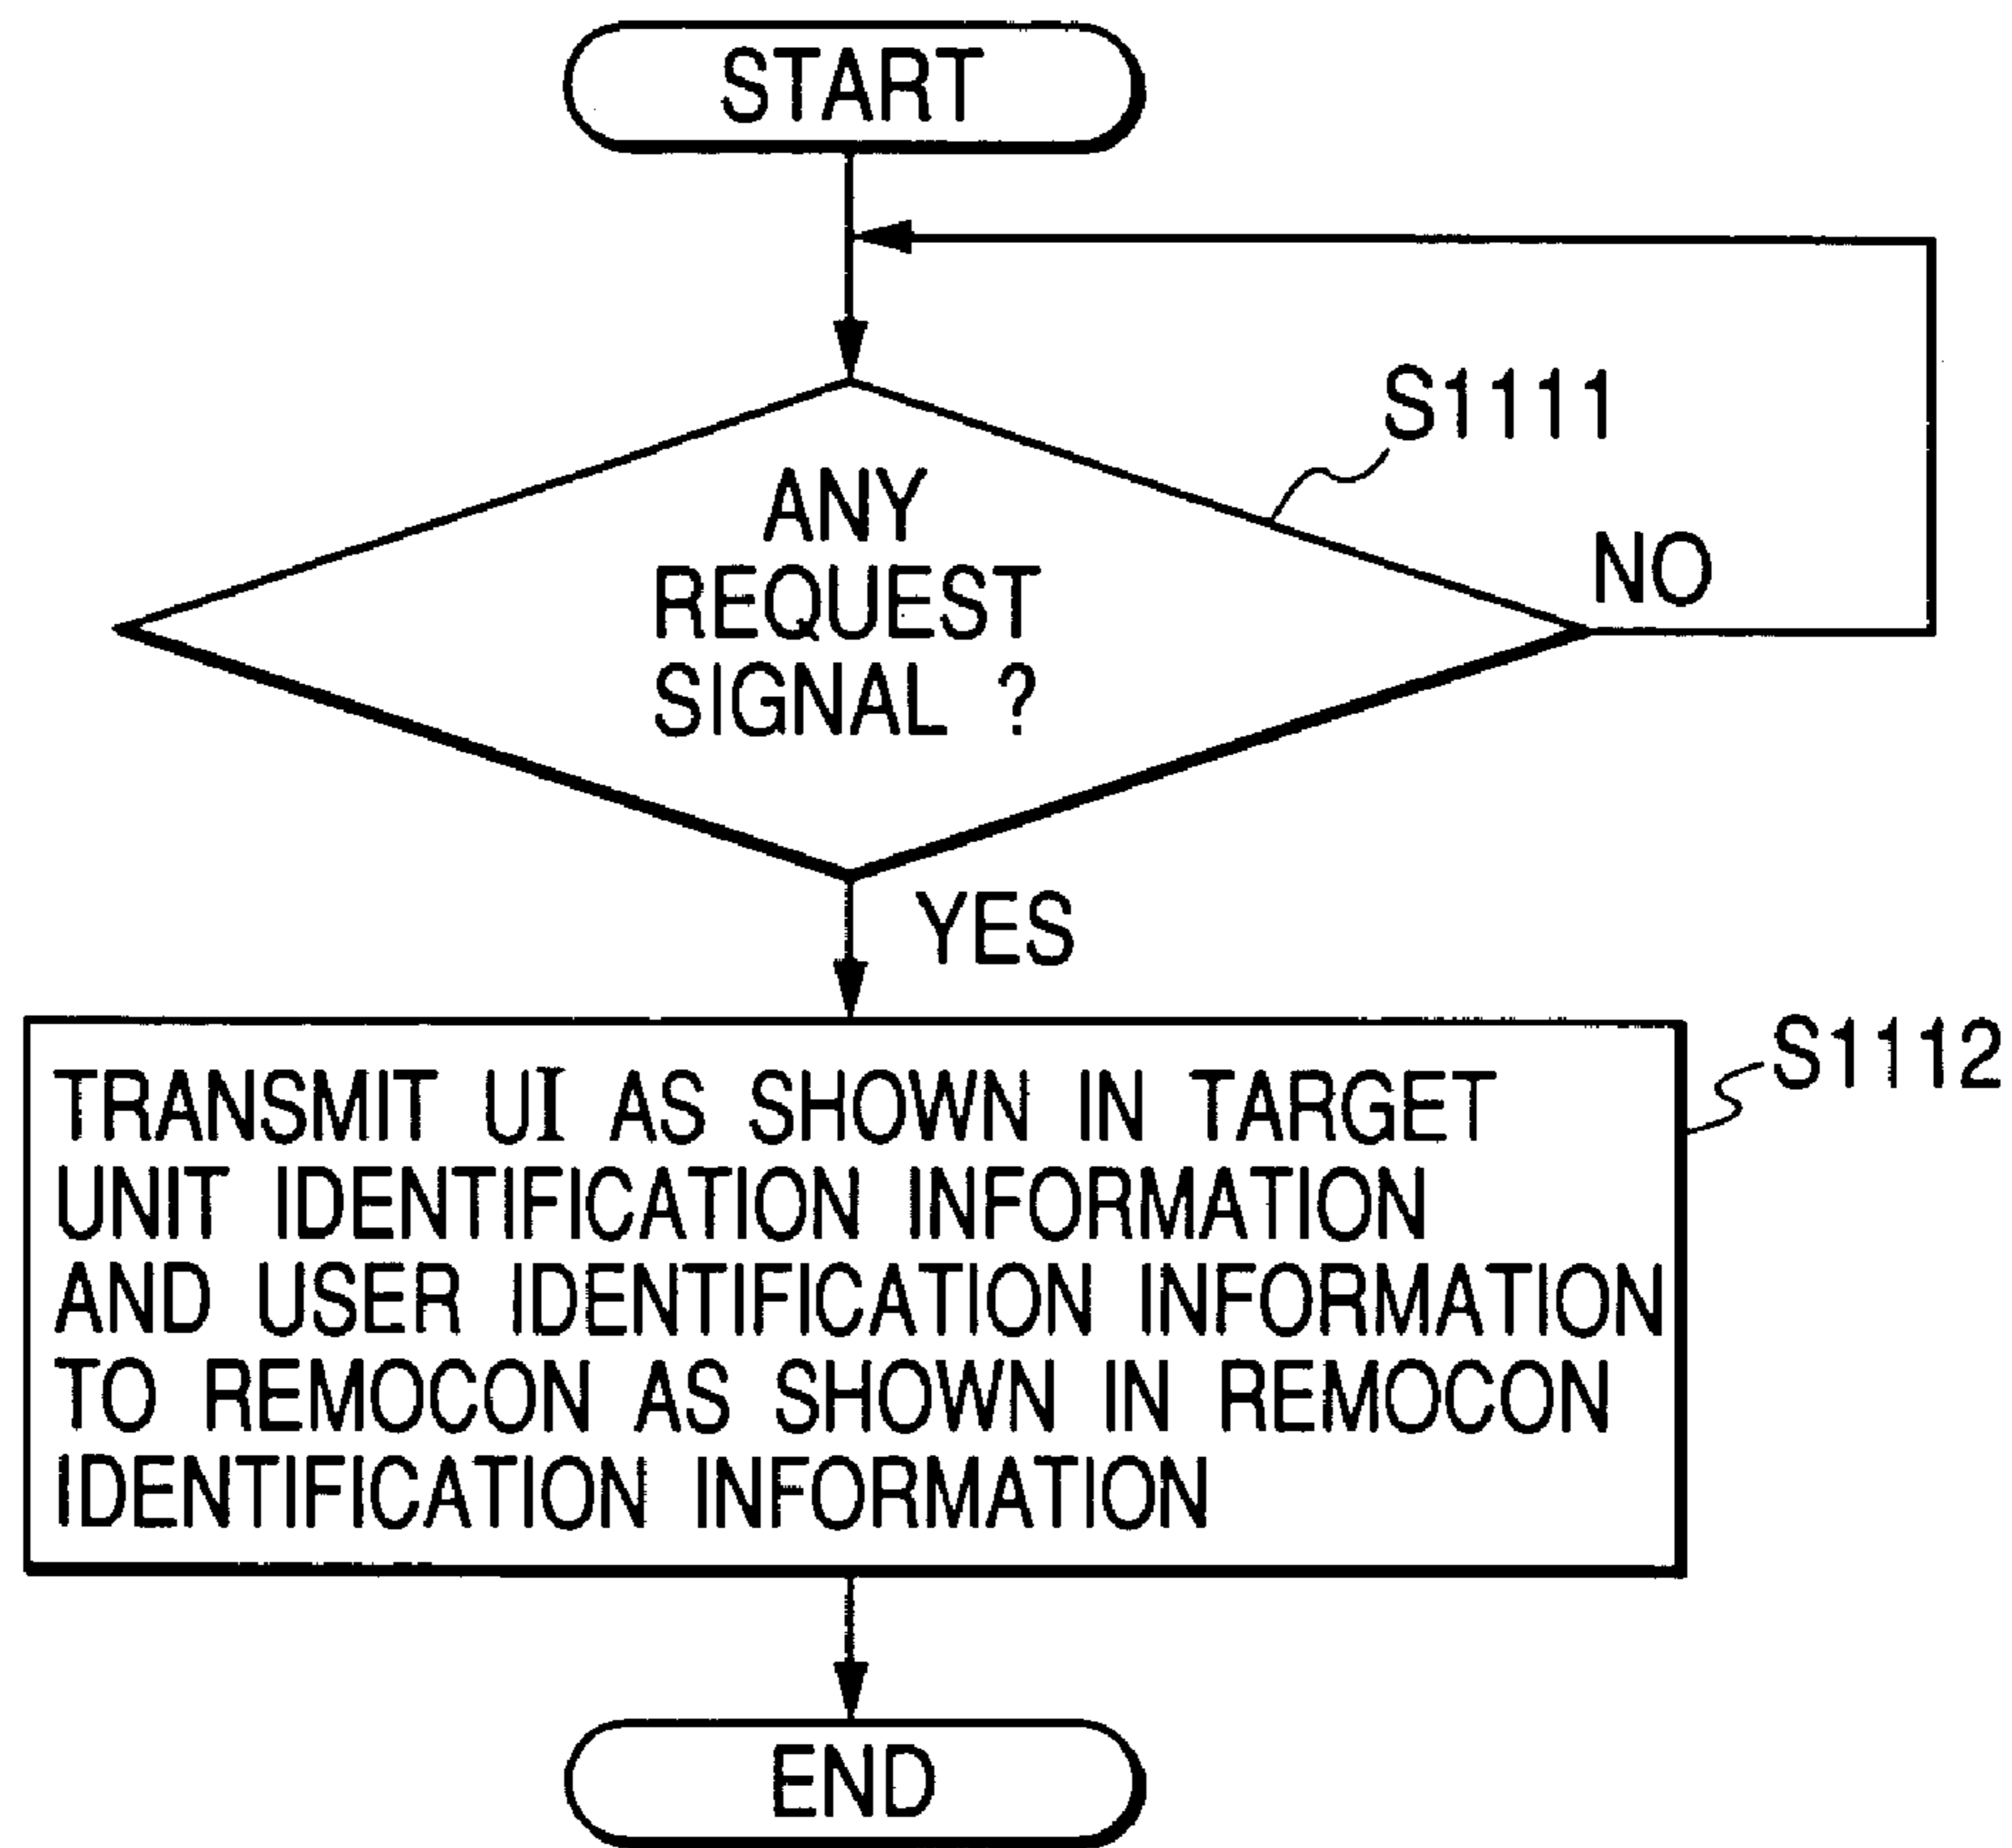 START
S1111
ANY
REQUEST
SIGNAL ?
NO
YES
S1112
TRANSMIT UI AS SHOWN IN TARGET
UNIT IDENTIFICATION INFORMATION
AND USER IDENTIFICATION INFORMATION
TO REMOCON AS SHOWN IN REMOCON
IDENTIFICATION INFORMATION
END